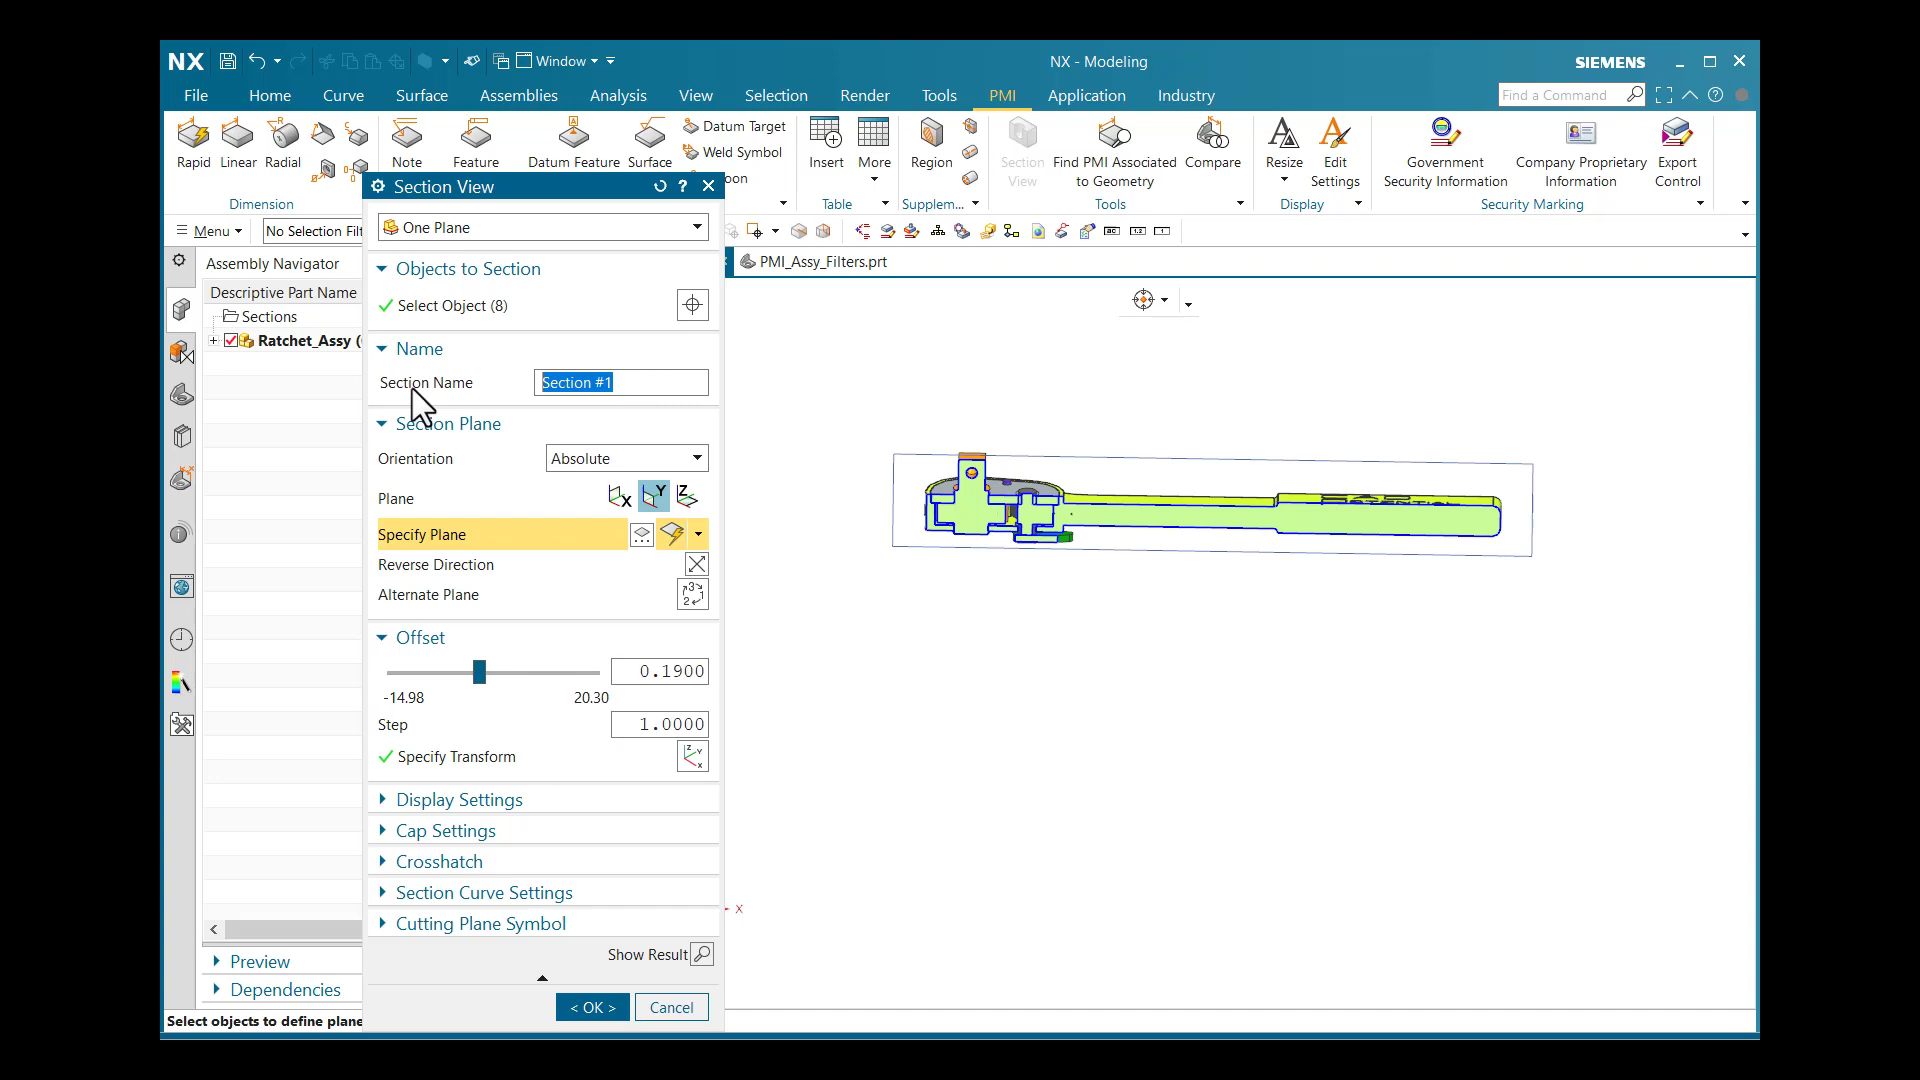 NX Window NX - Modeling SIEMENS
File Home Curve Surface Assemblies Analysis View Selection Render Tools PMI Application Industry Find a Command
Rapid Linear Radial Note Feature Datum Feature Surface Datum Target
Weld Symbol
oon
Insert More Region Section View Find PMI Associated to Geometry Compare Resize Edit Settings Government Security Information Company Proprietary Information Export Control
Dimension Table Supplem... Tools Display Security Marking
Menu No Selection Filt
Section View
One Plane
Objects to Section
Select Object (8)
Name
Section Name Section #1
Section Plane
Orientation Absolute
Plane X Y Z
Specify Plane
Reverse Direction
Alternate Plane
Offset
0.1900
-14.98 20.30
Step 1.0000
Specify Transform
Display Settings
Cap Settings
Crosshatch
Section Curve Settings
Cutting Plane Symbol
Show Result
< OK > Cancel
Assembly Navigator
Descriptive Part Name
Sections
Ratchet_Assy (
Preview
Dependencies
Select objects to define plane
PMI_Assy_Filters.prt
X